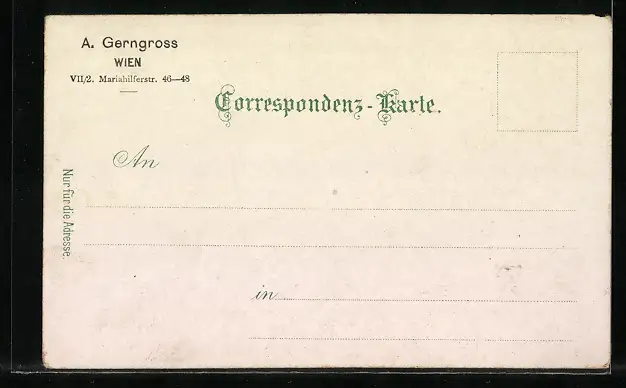 A. Gerngross
WIEN
VII/2. Mariahilferstr. 46—48
Correspondenz-Karte.
An
Nur für die Adresse.
in